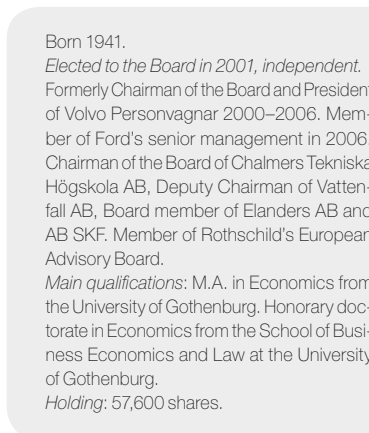 Born 1941.
Elected to the Board in 2001, independent.
Formerly Chairman of the Board and President
of Volvo Personvagnar 2000–2006. Mem-
ber of Ford's senior management in 2006.
Chairman of the Board of Chalmers Tekniska
Högskola AB, Deputy Chairman of Vatten-
fall AB, Board member of Elanders AB and
AB SKF. Member of Rothschild's European
Advisory Board.
Main qualifications: M.A. in Economics from
the University of Gothenburg. Honorary doc-
torate in Economics from the School of Busi-
ness Economics and Law at the University
of Gothenburg.
Holding: 57,600 shares.